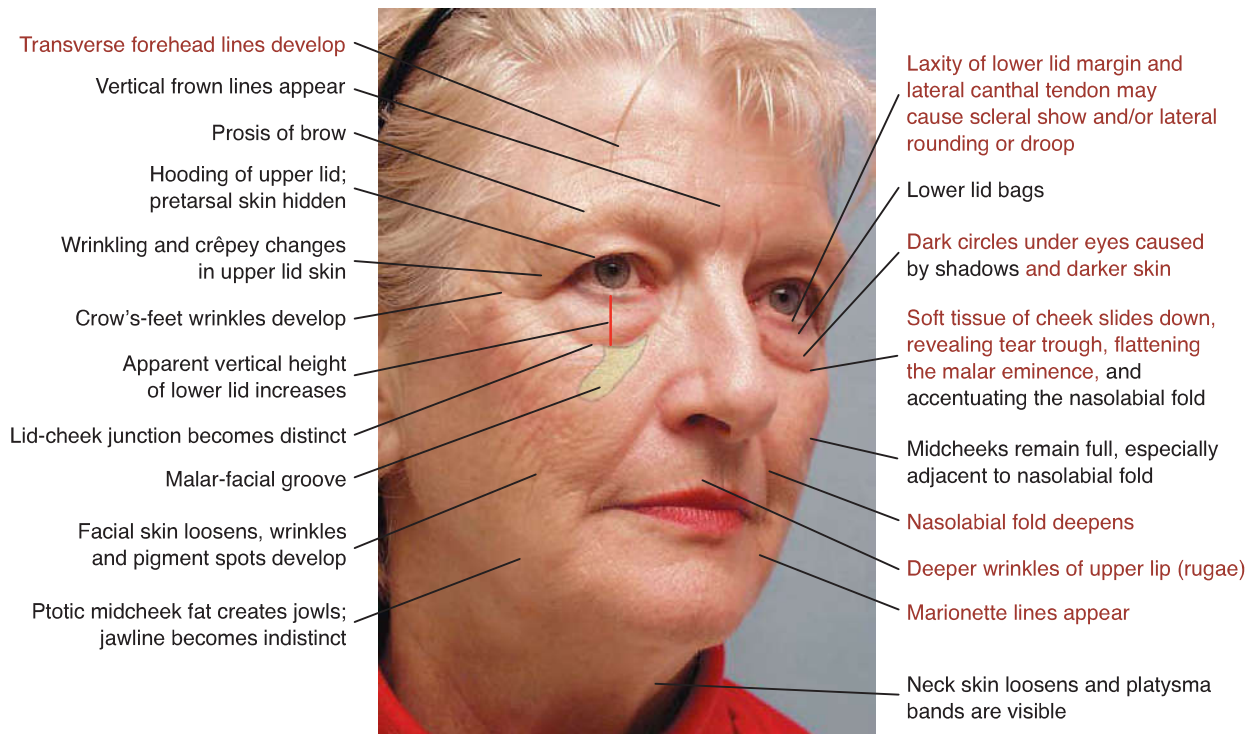 Transverse forehead lines develop
Vertical frown lines appear
Prosis of brow
Hooding of upper lid;
pretarsal skin hidden
Wrinkling and crêpey changes
in upper lid skin
Crow's-feet wrinkles develop
Apparent vertical height
of lower lid increases
Lid-cheek junction becomes distinct
Malar-facial groove
Facial skin loosens, wrinkles
and pigment spots develop
Ptotic midcheek fat creates jowls;
jawline becomes indistinct
Laxity of lower lid margin and
lateral canthal tendon may
cause scleral show and/or lateral
rounding or droop
Lower lid bags
Dark circles under eyes caused
by shadows and darker skin
Soft tissue of cheek slides down,
revealing tear trough, flattening
the malar eminence, and
accentuating the nasolabial fold
Midcheeks remain full, especially
adjacent to nasolabial fold
Nasolabial fold deepens
Deeper wrinkles of upper lip (rugae)
Marionette lines appear
Neck skin loosens and platysma
bands are visible